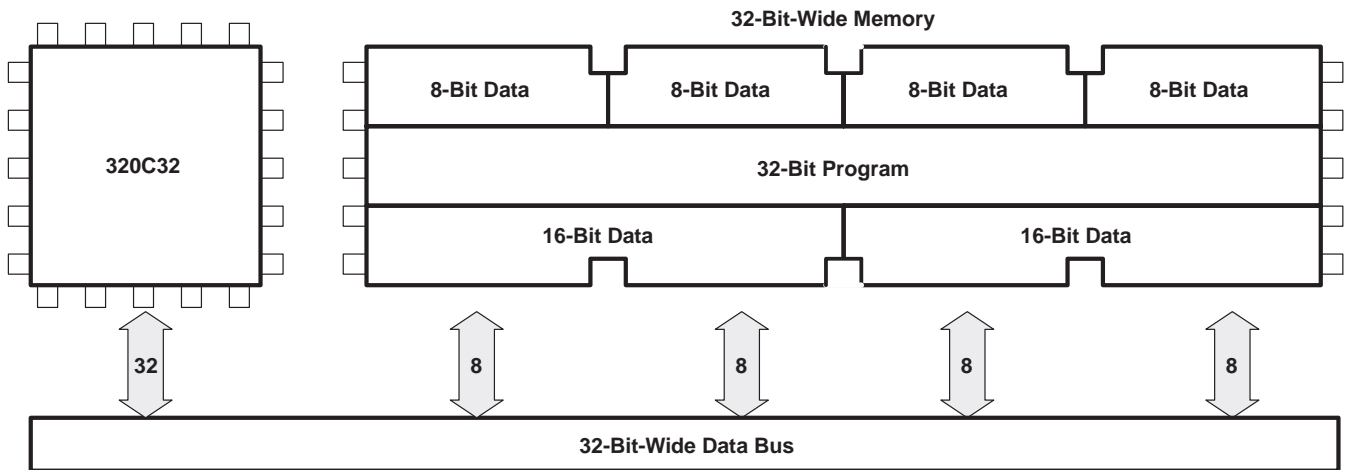 32-Bit-Wide Memory
8-Bit Data 8-Bit Data 8-Bit Data 8-Bit Data
320C32
32-Bit Program
16-Bit Data 16-Bit Data
32 8 8 8 8
32-Bit-Wide Data Bus